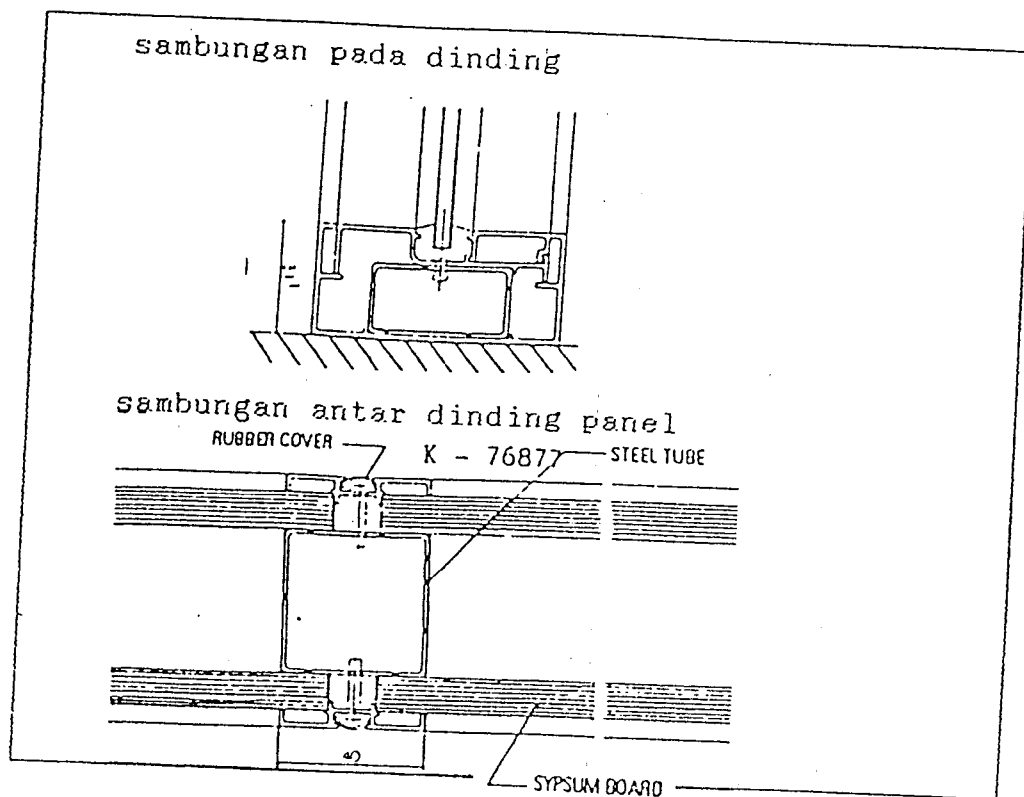 sambungan pada dinding
sambungan antar dinding panel
RUBBER COVER
K - 76877
STEEL TUBE
SYPSUM BOARD